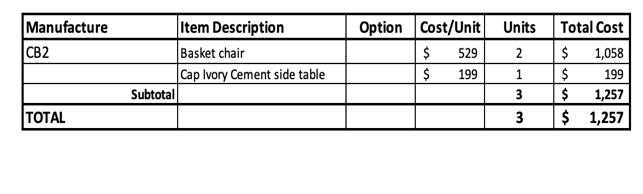 Manufacture Item Description Option Cost/Unit Units Total Cost
CB2 Basket chair $ 529 2 $ 1,058
Cap Ivory Cement side table $ 199 1 $ 199
Subtotal 3 $ 1,257
TOTAL 3 $ 1,257